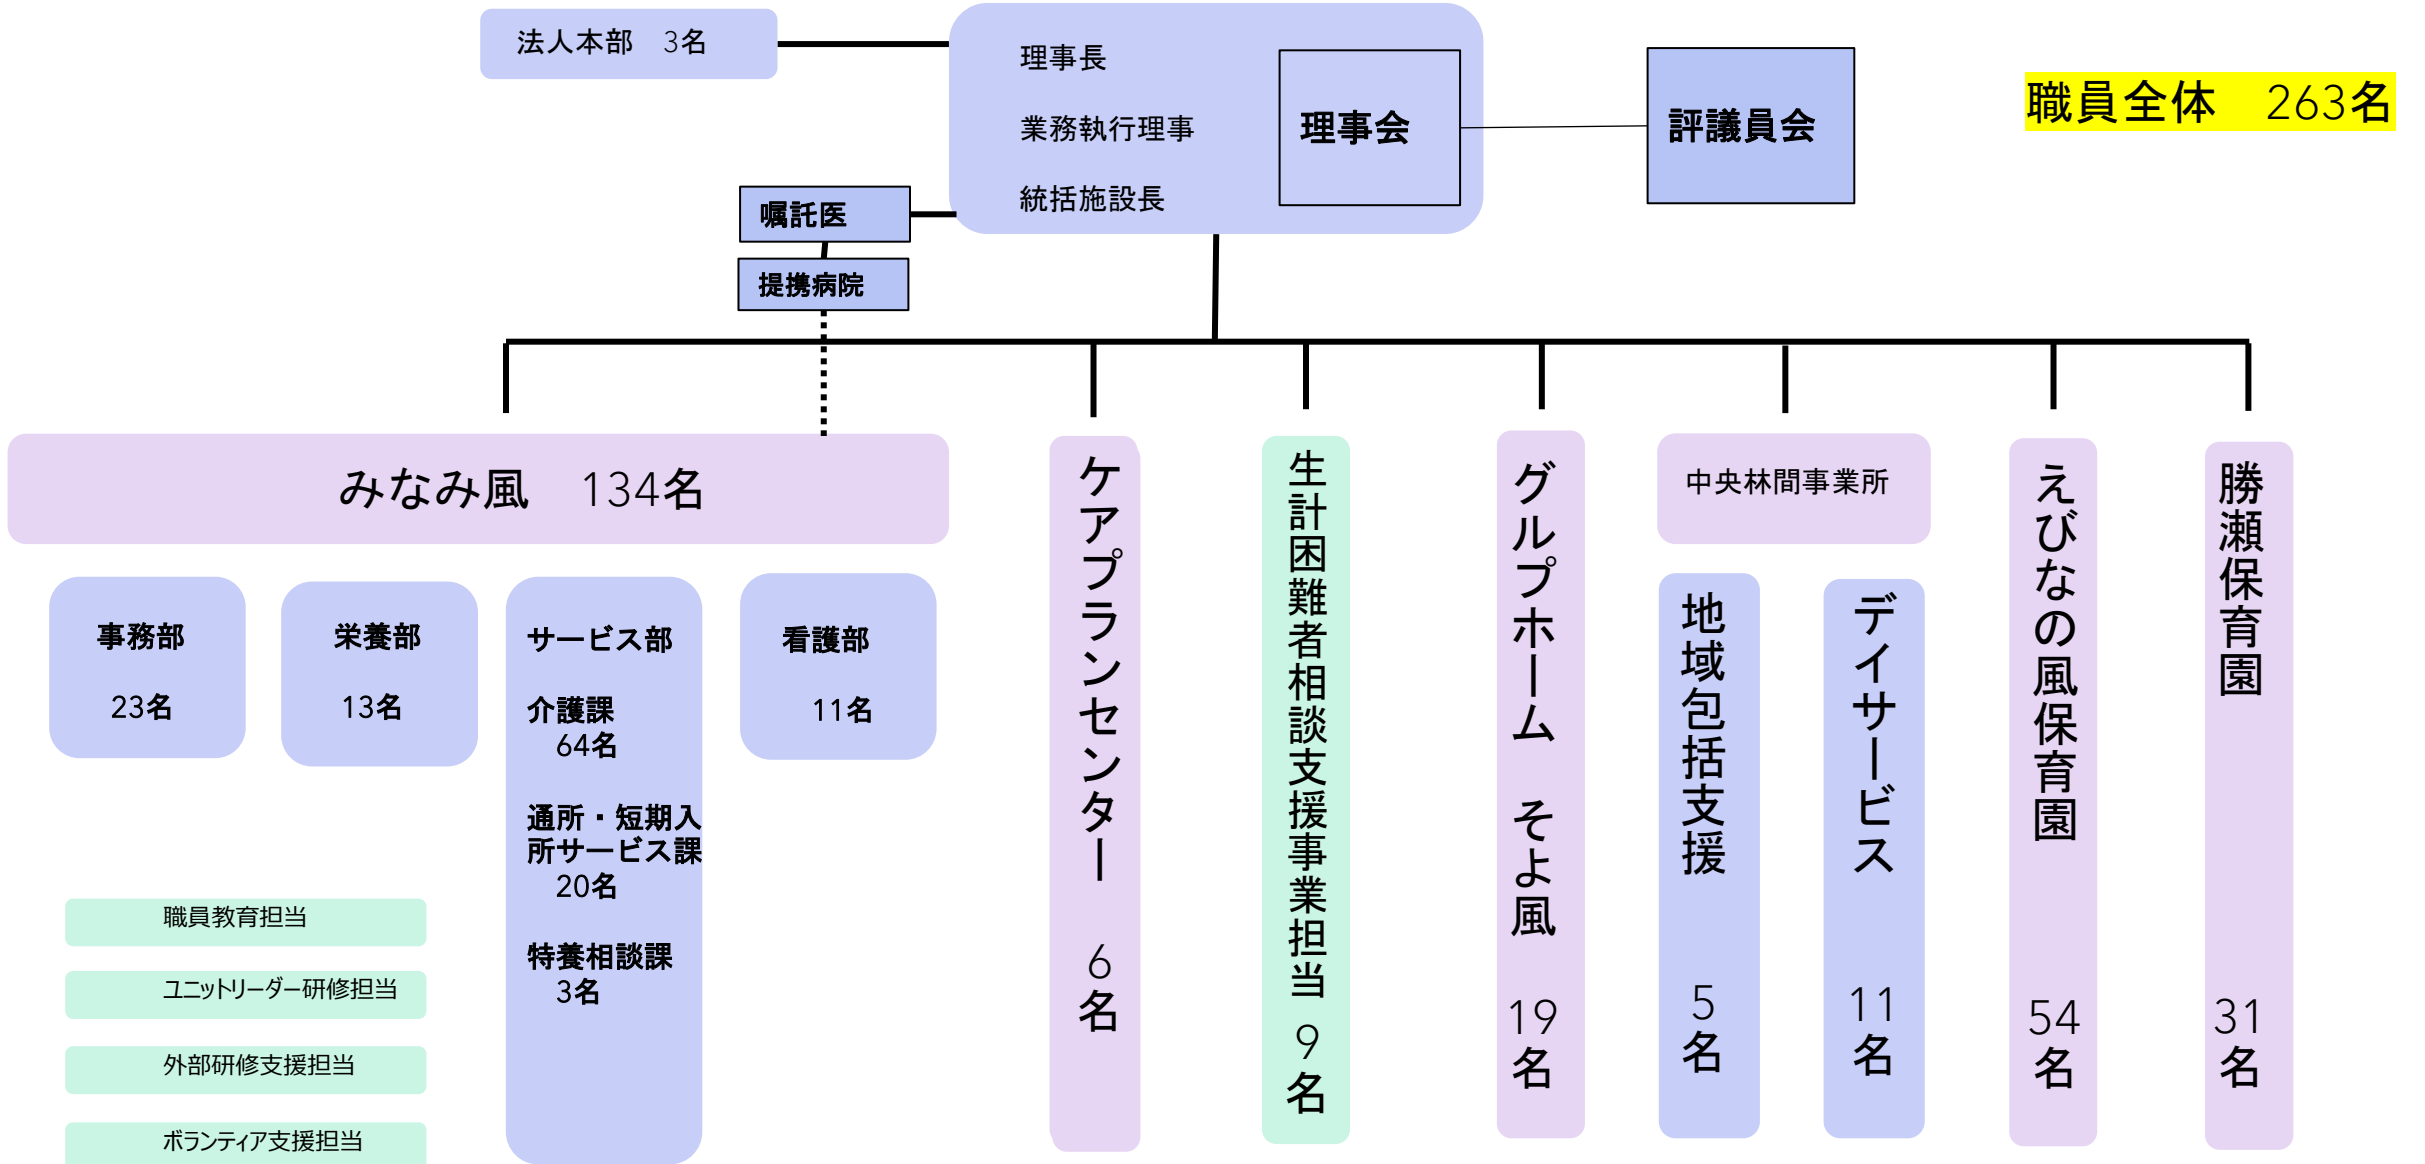 法人本部　3名
理事長
業務執行理事
統括施設長
理事会
評議員会
職員全体　263名
嘱託医
提携病院
みなみ風　134名
事務部
23名
栄養部
13名
サービス部
介護課
64名
通所・短期入
所サービス課
20名
特養相談課
3名
看護部
11名
職員教育担当
ユニットリーダー研修担当
外部研修支援担当
ボランティア支援担当
ケアプランセンター　6名
生計困難者相談支援事業担当 9名
グルプホーム　そよ風　19名
中央林間事業所
地域包括支援　5名
デイサービス　11名
えびなの風保育園　54名
勝瀬保育園　31名